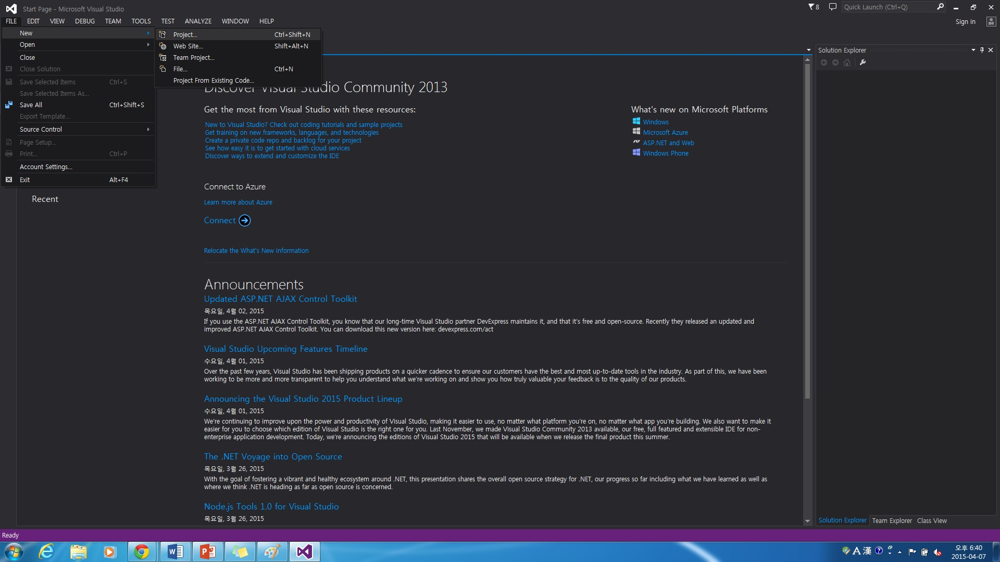 Start Page - Microsoft Visual Studio
8
Quick Launch (Ctrl+Q)
FILE EDIT VIEW DEBUG TEAM TOOLS TEST ANALYZE WINDOW HELP
Sign in
New
Open
Close
Close Solution
Save Selected Items Ctrl+S
Save Selected Items As...
Save All Ctrl+Shift+S
Export Template...
Source Control
Page Setup...
Print... Ctrl+P
Account Settings...
Exit Alt+F4
Project... Ctrl+Shift+N
Web Site... Shift+Alt+N
Team Project...
File... Ctrl+N
Project From Existing Code...
Recent
Discover Visual Studio Community 2013
Get the most from Visual Studio with these resources:
New to Visual Studio? Check out coding tutorials and sample projects
Get training on new frameworks, languages, and technologies
Create a private code repo and backlog for your project
See how easy it is to get started with cloud services
Discover ways to extend and customize the IDE
What's new on Microsoft Platforms
Windows
Microsoft Azure
ASP.NET and Web
Windows Phone
Connect to Azure
Learn more about Azure
Connect
Relocate the What's New information
Announcements
Updated ASP.NET AJAX Control Toolkit
목요일, 4월 02, 2015
If you use the ASP.NET AJAX Control Toolkit, you know that our long-time Visual Studio partner DevExpress maintains it, and that it's free and open-source. Recently they released an updated and
improved ASP.NET AJAX Control Toolkit. You can download this new version here: devexpress.com/act
Visual Studio Upcoming Features Timeline
수요일, 4월 01, 2015
Over the past few years, Visual Studio has been shipping products on a quicker cadence to ensure our customers have the best and most up-to-date tools in the industry. As part of this, we have been
working to be more and more transparent to help you understand what we're working on and show you how truly valuable your feedback is to the quality of our products.
Announcing the Visual Studio 2015 Product Lineup
수요일, 4월 01, 2015
We're continuing to improve upon the power and productivity of Visual Studio, making it easier to use, no matter what platform you're on, no matter what app you're building. We also want to make it
easier for you to choose which edition of Visual Studio is the right one for you. Last November, we made Visual Studio Community 2013 available, our free, full featured and extensible IDE for non-
enterprise application development. Today, we're announcing the editions of Visual Studio 2015 that will be available when we release the final product this summer.
The .NET Voyage into Open Source
목요일, 3월 26, 2015
With the goal of fostering a vibrant and healthy ecosystem around .NET, this presentation shares the overall open source strategy for .NET, our progress so far including what we have learned as well as
where we think .NET is heading as far as open source is concerned.
Node.js Tools 1.0 for Visual Studio
목요일, 3월 26, 2015
Solution Explorer
Solution Explorer Team Explorer Class View
Ready
A 漢
오후 6:40
2015-04-07